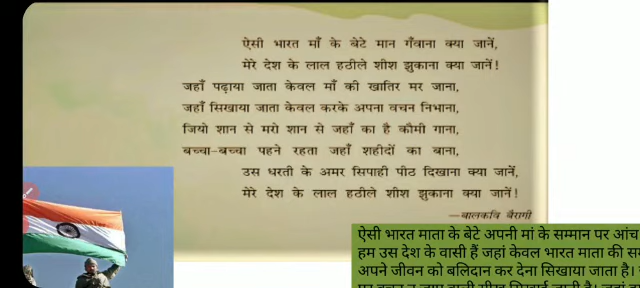 ऐसी भारत माँ के बेटे मान गँवाना क्या जानें,
मेरे देश के लाल हठीले शीश झुकाना क्या जानें!
जहाँ पढ़ाया जाता केवल माँ की खातिर मर जाना,
जहाँ सिखाया जाता केवल करके अपना वचन निभाना,
जियो शान से मरो शान से जहाँ का है कौमी गाना,
बच्चा-बच्चा पहने रहता जहाँ शहीदों का बाना,
उस धरती के अमर सिपाही पीठ दिखाना क्या जानें,
मेरे देश के लाल हठीले शीश झुकाना क्या जानें!
—बालकवि बैरागी
ऐसी भारत माता के बेटे अपनी मां के सम्मान पर आंच
हम उस देश के वासी हैं जहां केवल भारत माता की
अपने जीवन को बलिदान कर देना सिखाया जाता है।